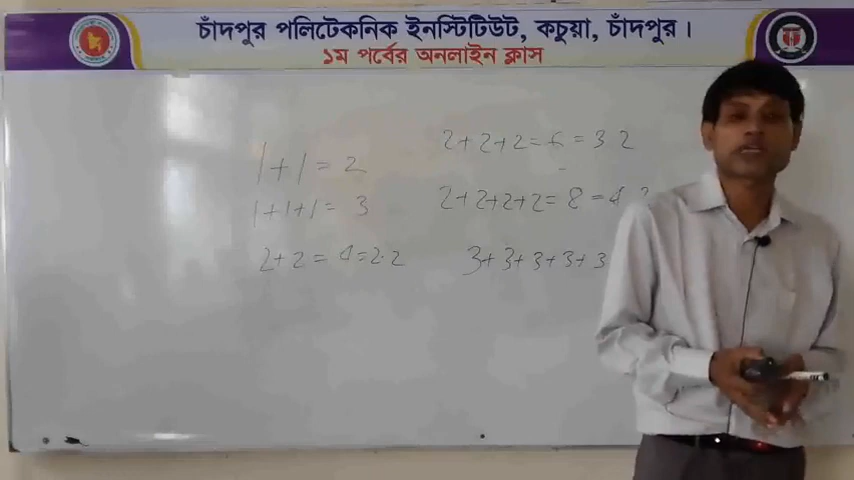 চাঁদপুর পলিটেকনিক ইনস্টিটিউট, কচুয়া, চাঁদপুর ।
১ম পর্বের অনলাইন ক্লাস
1+1 = 2
1+1+1 = 3
2+2 = 4 = 2·2
2+2+2 = 6 = 3 2
2+2+2+2 = 8 = 4 2
3+3+3+3+3